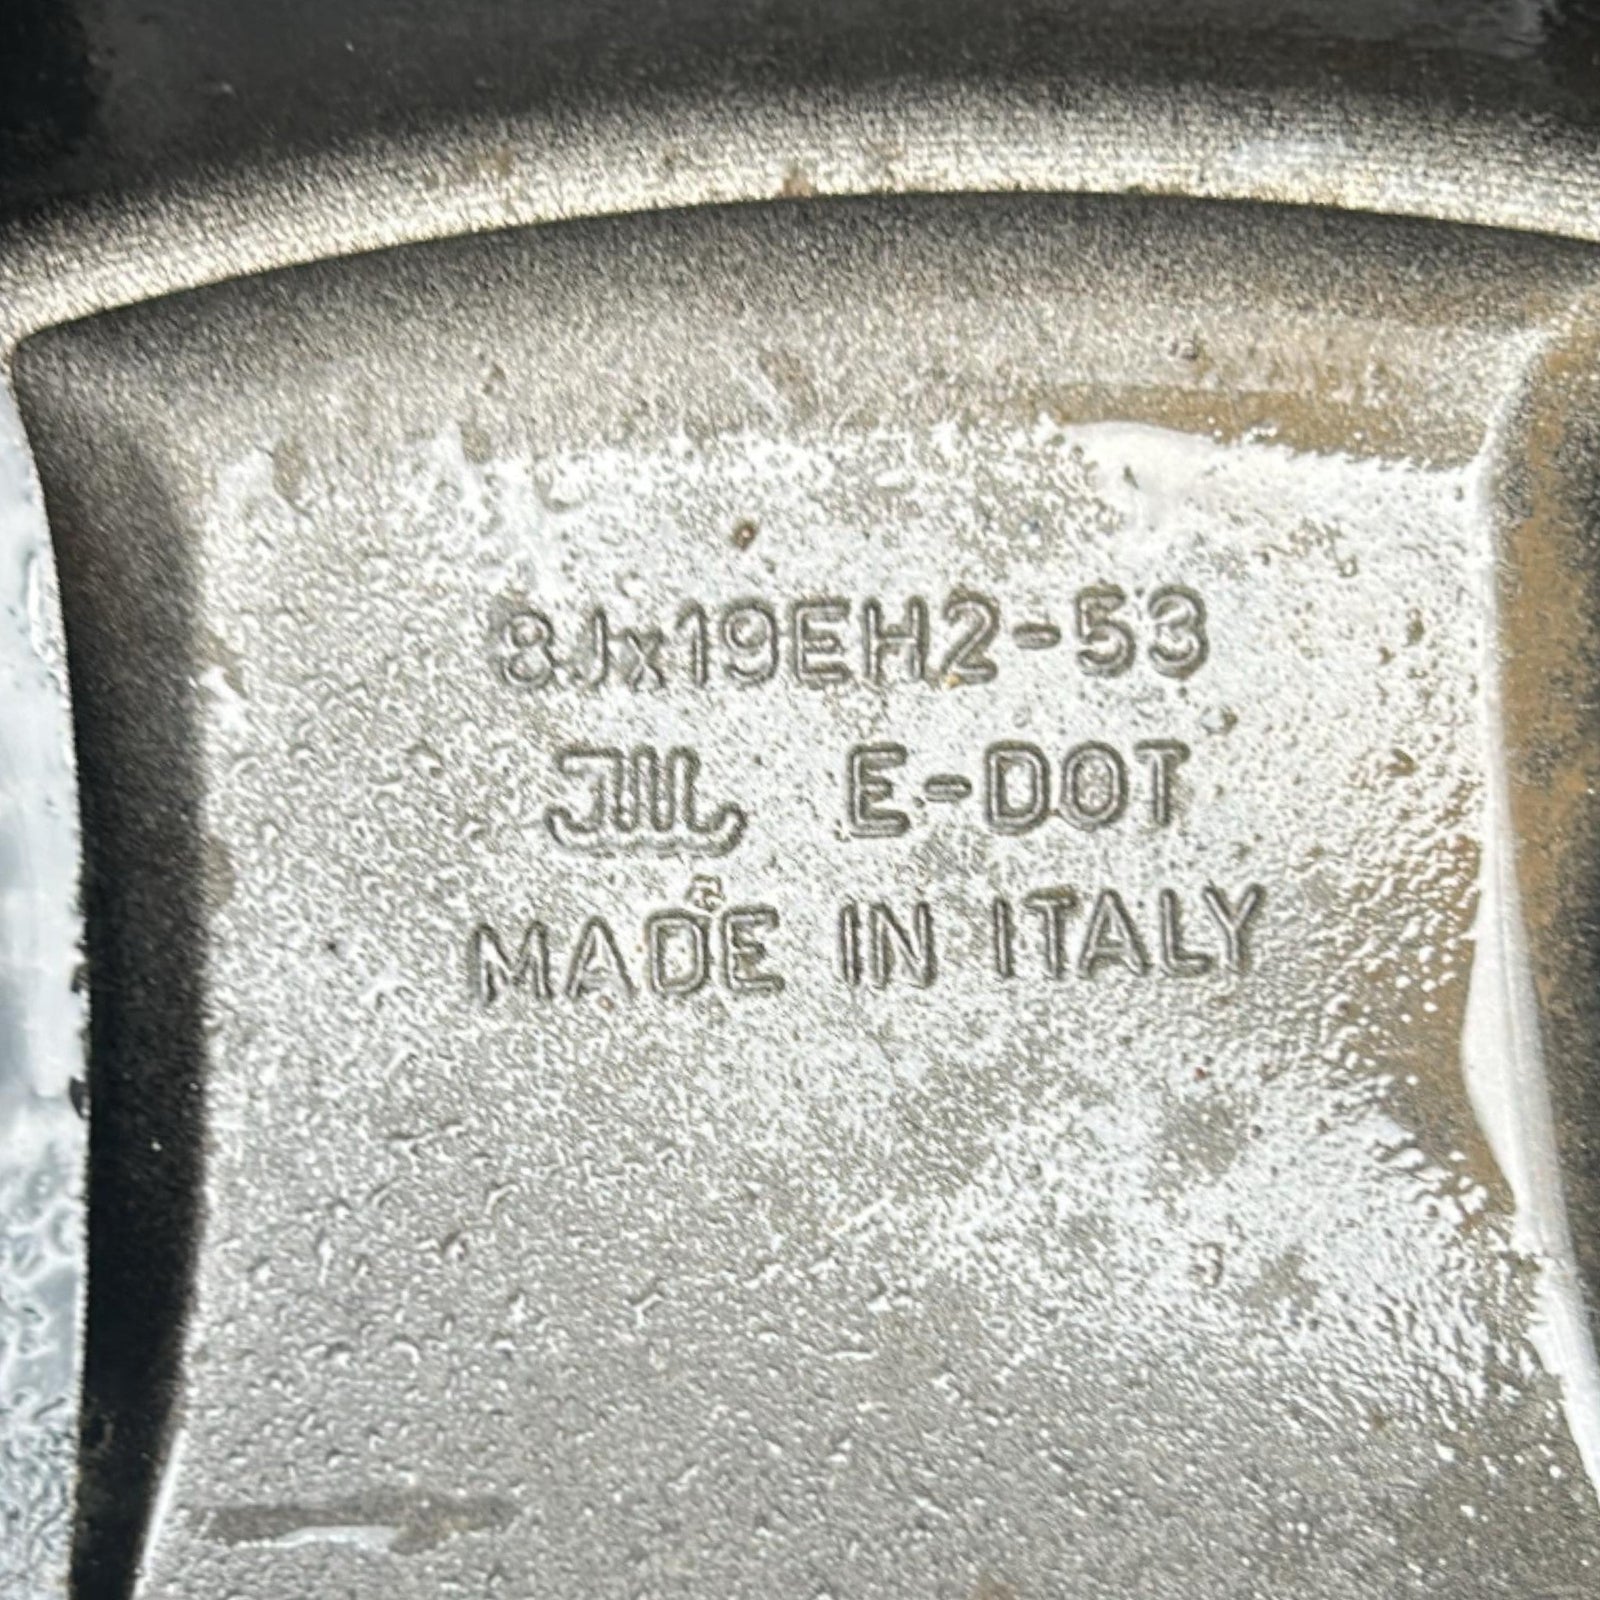 8Jx19EH2-53
JWL E-DOT
MADE IN ITALY